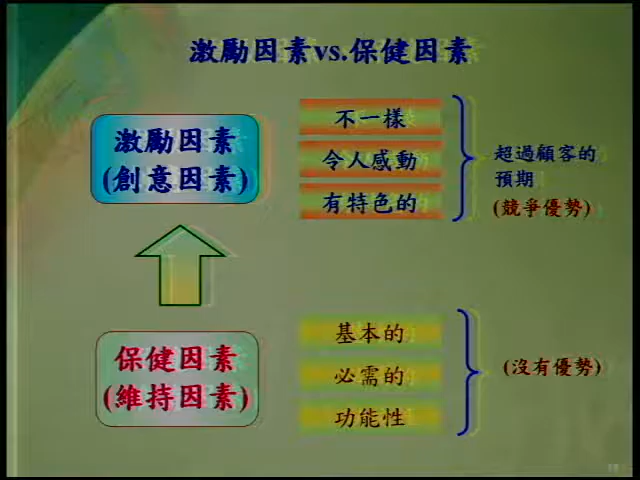 激勵因素vs.保健因素
激勵因素
(創意因素)
不一樣
令人感動
有特色的
超過顧客的
預期
(競爭優勢)
保健因素
(維持因素)
基本的
必需的
功能性
(沒有優勢)